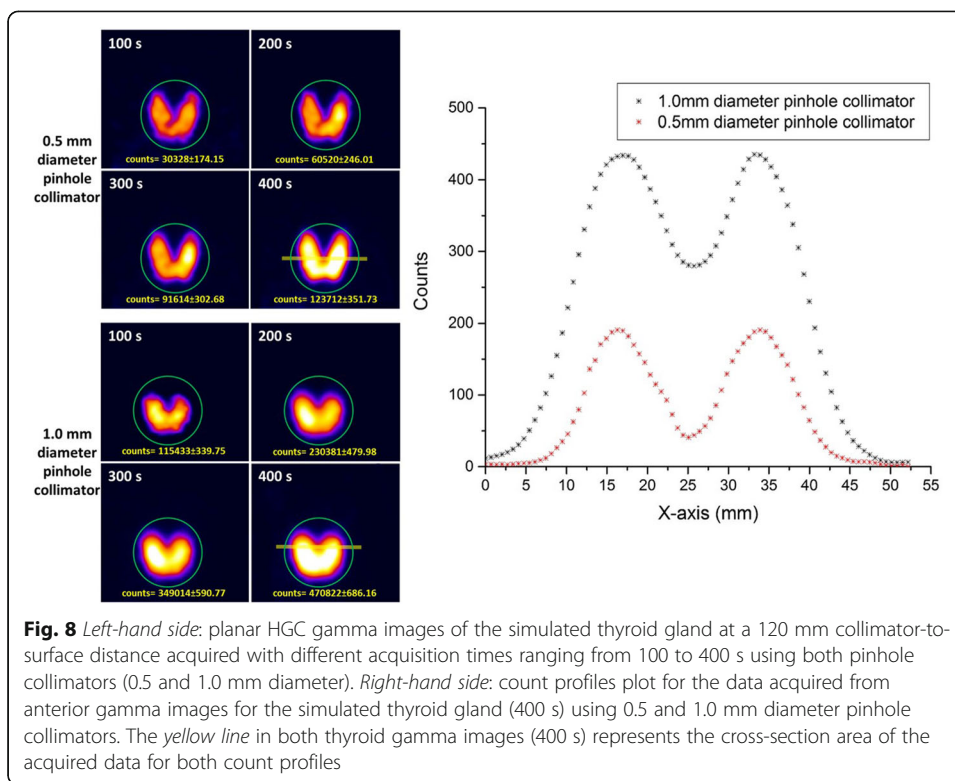 100 s
200 s
0.5 mm
diameter
pinhole
collimator
counts= 30328±174.15
counts= 60520±246.01
300 s
400 s
counts= 91614±302.68
counts= 123712±351.73
100 s
200 s
1.0 mm
diameter
pinhole
collimator
counts= 115433±339.75
counts= 230381±479.98
300 s
400 s
counts= 349014±590.77
counts= 470822±686.16
1.0mm diameter pinhole collimator
0.5mm diameter pinhole collimator
500
400
300
200
100
0
Counts
0 5 10 15 20 25 30 35 40 45 50 55
X-axis (mm)
Fig. 8 Left-hand side: planar HGC gamma images of the simulated thyroid gland at a 120 mm collimator-to-
surface distance acquired with different acquisition times ranging from 100 to 400 s using both pinhole
collimators (0.5 and 1.0 mm diameter). Right-hand side: count profiles plot for the data acquired from
anterior gamma images for the simulated thyroid gland (400 s) using 0.5 and 1.0 mm diameter pinhole
collimators. The yellow line in both thyroid gamma images (400 s) represents the cross-section area of the
acquired data for both count profiles